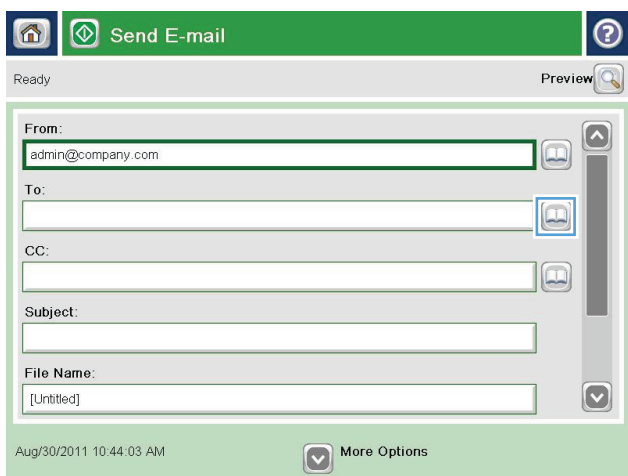 Send E-mail
?
Ready
Preview
From:
admin@company.com
To:
CC:
Subject:
File Name:
[Untitled]
Aug/30/2011 10:44:03 AM
More Options